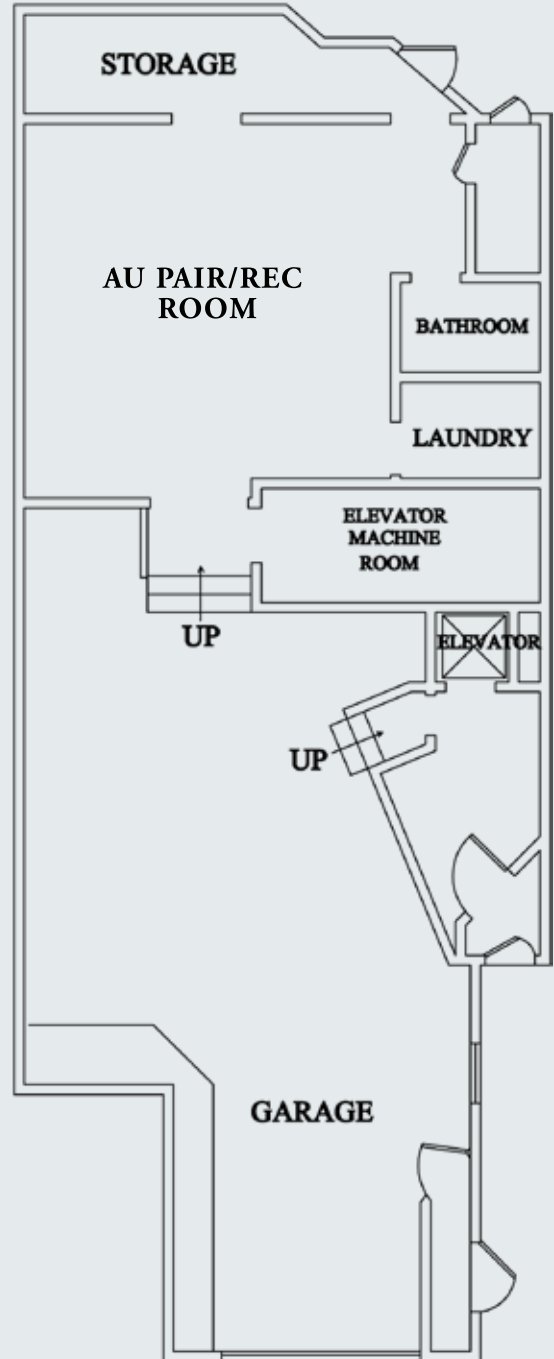 STORAGE
AU PAIR/REC
ROOM
BATHROOM
LAUNDRY
ELEVATOR
MACHINE
ROOM
UP
ELEVATOR
UP
GARAGE